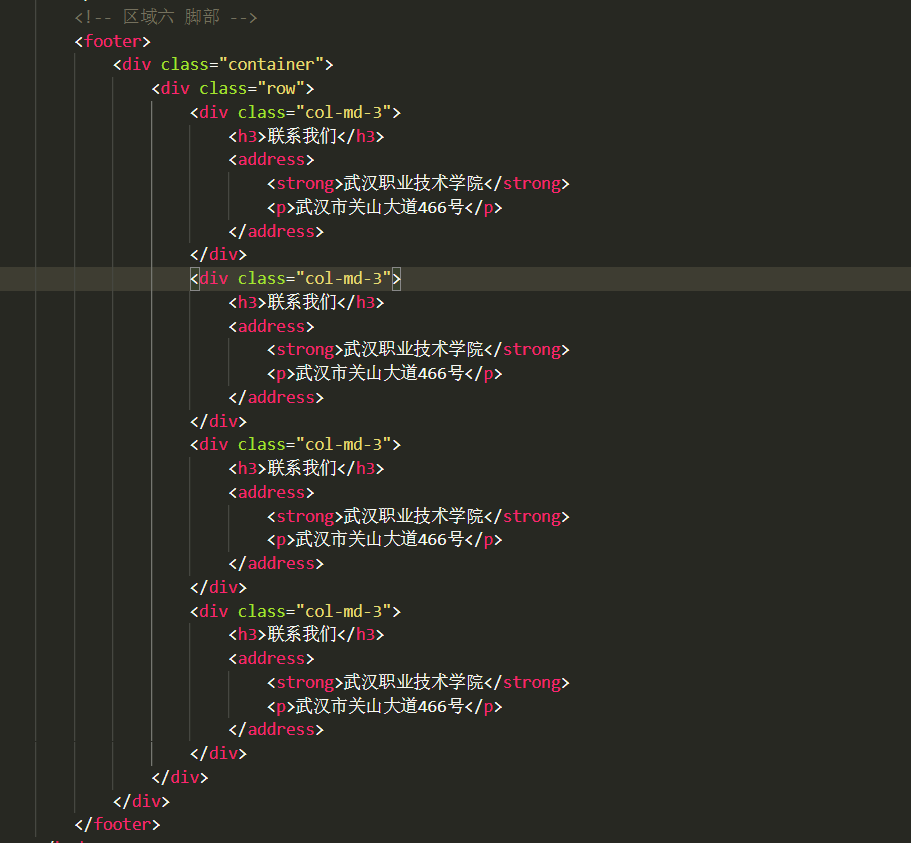 <!-- 区域六 脚部 -->
<footer>
<div class="container">
<div class="row">
<div class="col-md-3">
<h3>联系我们</h3>
<address>
<strong>武汉职业技术学院</strong>
<p>武汉市关山大道466号</p>
</address>
</div>
<div class="col-md-3">
<h3>联系我们</h3>
<address>
<strong>武汉职业技术学院</strong>
<p>武汉市关山大道466号</p>
</address>
</div>
<div class="col-md-3">
<h3>联系我们</h3>
<address>
<strong>武汉职业技术学院</strong>
<p>武汉市关山大道466号</p>
</address>
</div>
<div class="col-md-3">
<h3>联系我们</h3>
<address>
<strong>武汉职业技术学院</strong>
<p>武汉市关山大道466号</p>
</address>
</div>
</div>
</div>
</footer>